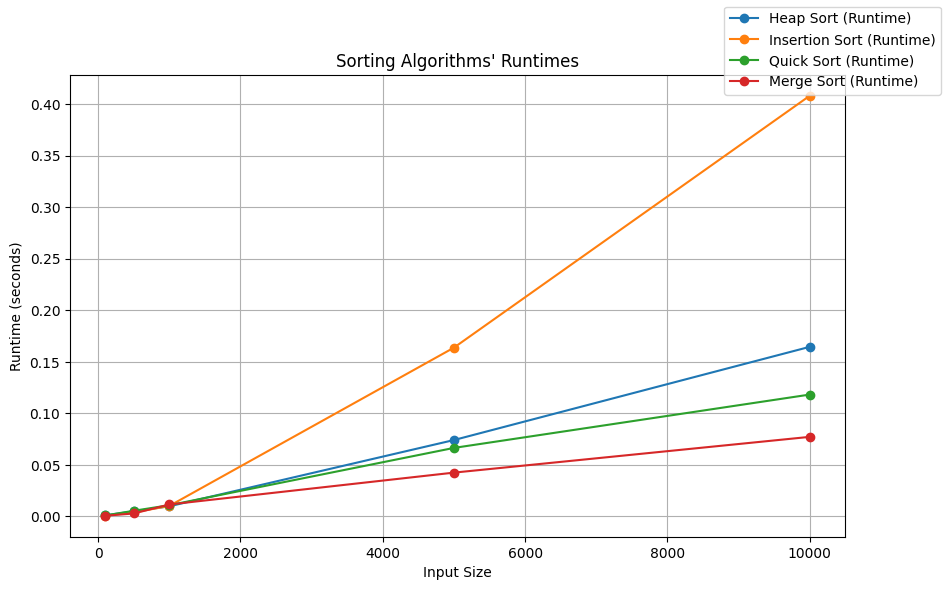 Heap Sort (Runtime)
Insertion Sort (Runtime)
Quick Sort (Runtime)
Merge Sort (Runtime)
Sorting Algorithms' Runtimes
0.40
0.35
0.30
0.25
0.20
0.15
0.10
0.05
0.00
Runtime (seconds)
0
2000
4000
6000
8000
10000
Input Size